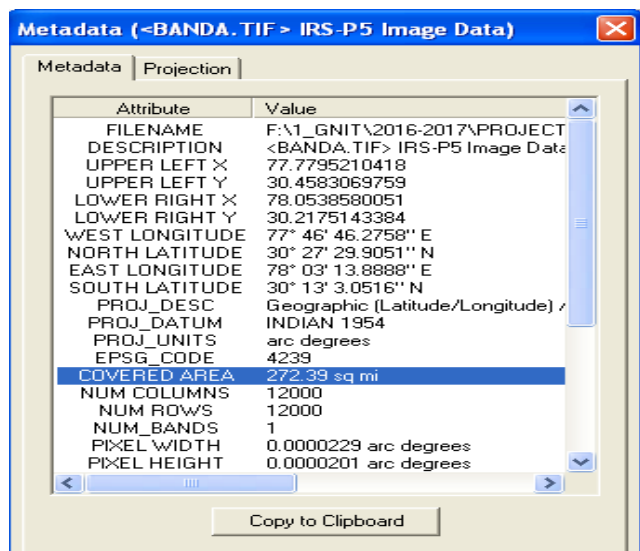 Metadata (<BANDA.TIF> IRS-P5 Image Data)
Metadata Projection
Attribute Value
FILENAME F:\1_GNIT\2016-2017\PROJECT
DESCRIPTION <BANDA.TIF> IRS-P5 Image Data
UPPER LEFT X 77.7795210418
UPPER LEFT Y 30.4583069759
LOWER RIGHT X 78.0538580051
LOWER RIGHT Y 30.2175143384
WEST LONGITUDE 77° 46' 46.2758'' E
NORTH LATITUDE 30° 27' 29.9051'' N
EAST LONGITUDE 78° 03' 13.8888'' E
SOUTH LATITUDE 30° 13' 3.0516'' N
PROJ_DESC Geographic (Latitude/Longitude) /
PROJ_DATUM INDIAN 1954
PROJ_UNITS arc degrees
EPSG_CODE 4239
COVERED AREA 272.39 sq mi
NUM COLUMNS 12000
NUM ROWS 12000
NUM_BANDS 1
PIXEL WIDTH 0.0000229 arc degrees
PIXEL HEIGHT 0.0000201 arc degrees
Copy to Clipboard